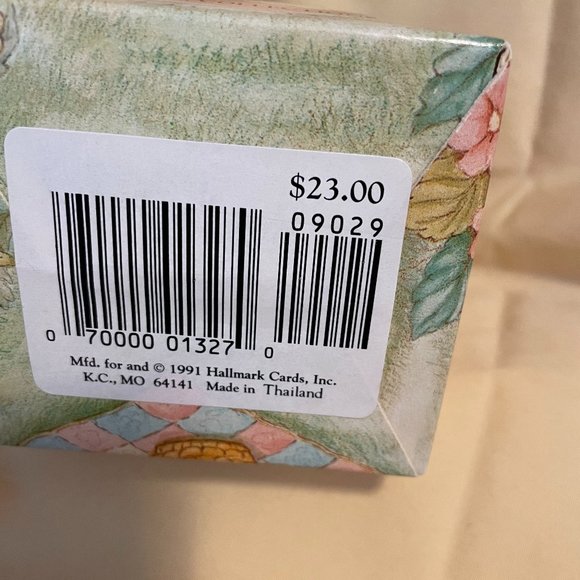 $23.00
09029
0 70000 01327 0
Mfd. for and © 1991 Hallmark Cards, Inc.
K.C., MO 64141 Made in Thailand